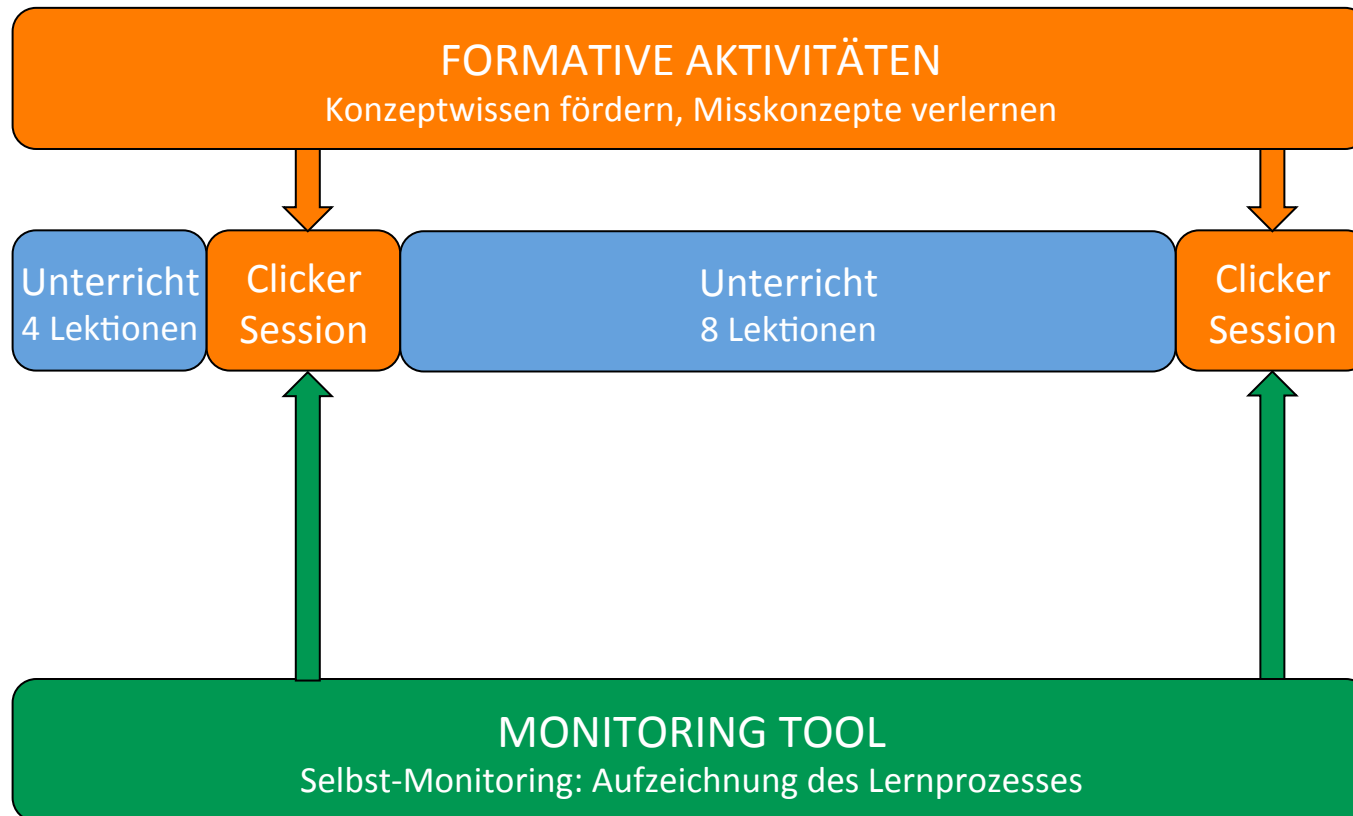 FORMATIVE AKTIVITÄTEN
Konzeptwissen fördern, Misskonzepte verlernen
Unterricht
4 Lektionen
Clicker
Session
Unterricht
8 Lektionen
Clicker
Session
MONITORING TOOL
Selbst-Monitoring: Aufzeichnung des Lernprozesses